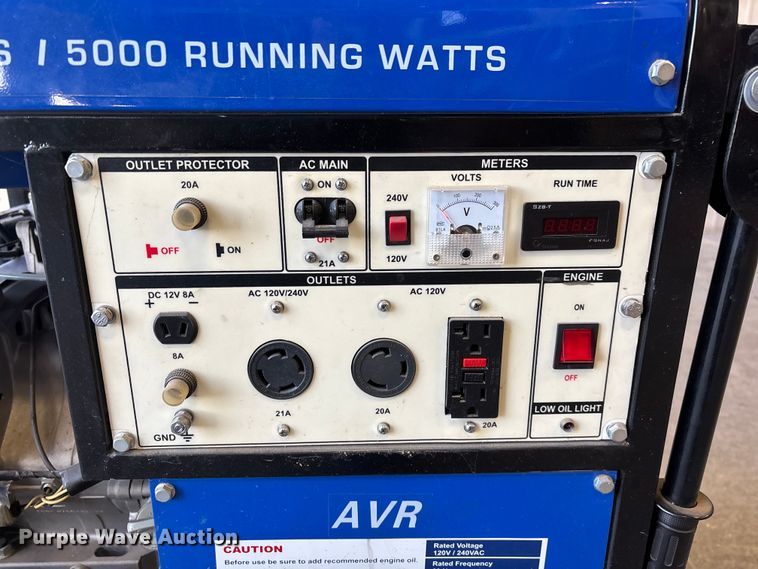 S / 5000 RUNNING WATTS
OUTLET PROTECTOR
20A
OFF
ON
AC MAIN
ON
OFF
21A
METERS
VOLTS
240V
120V
V
RUN TIME
OUTLETS
DC 12V 8A
+ −
8A
GND
AC 120V/240V
21A
AC 120V
20A
20A
ENGINE
ON
OFF
LOW OIL LIGHT
AVR
CAUTION
Before use be sure to add recommended engine oil.
Rated Voltage
120V / 240VAC
Rated Frequency
Purple Wave Auction